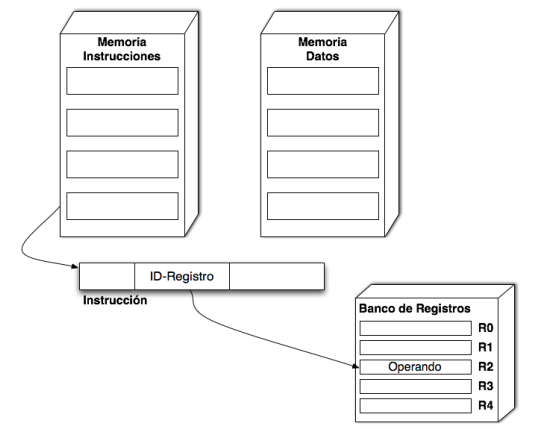 Memoria
Instrucciones
Memoria
Datos
ID-Registro
Instrucción
Banco de Registros
R0
R1
Operando R2
R3
R4